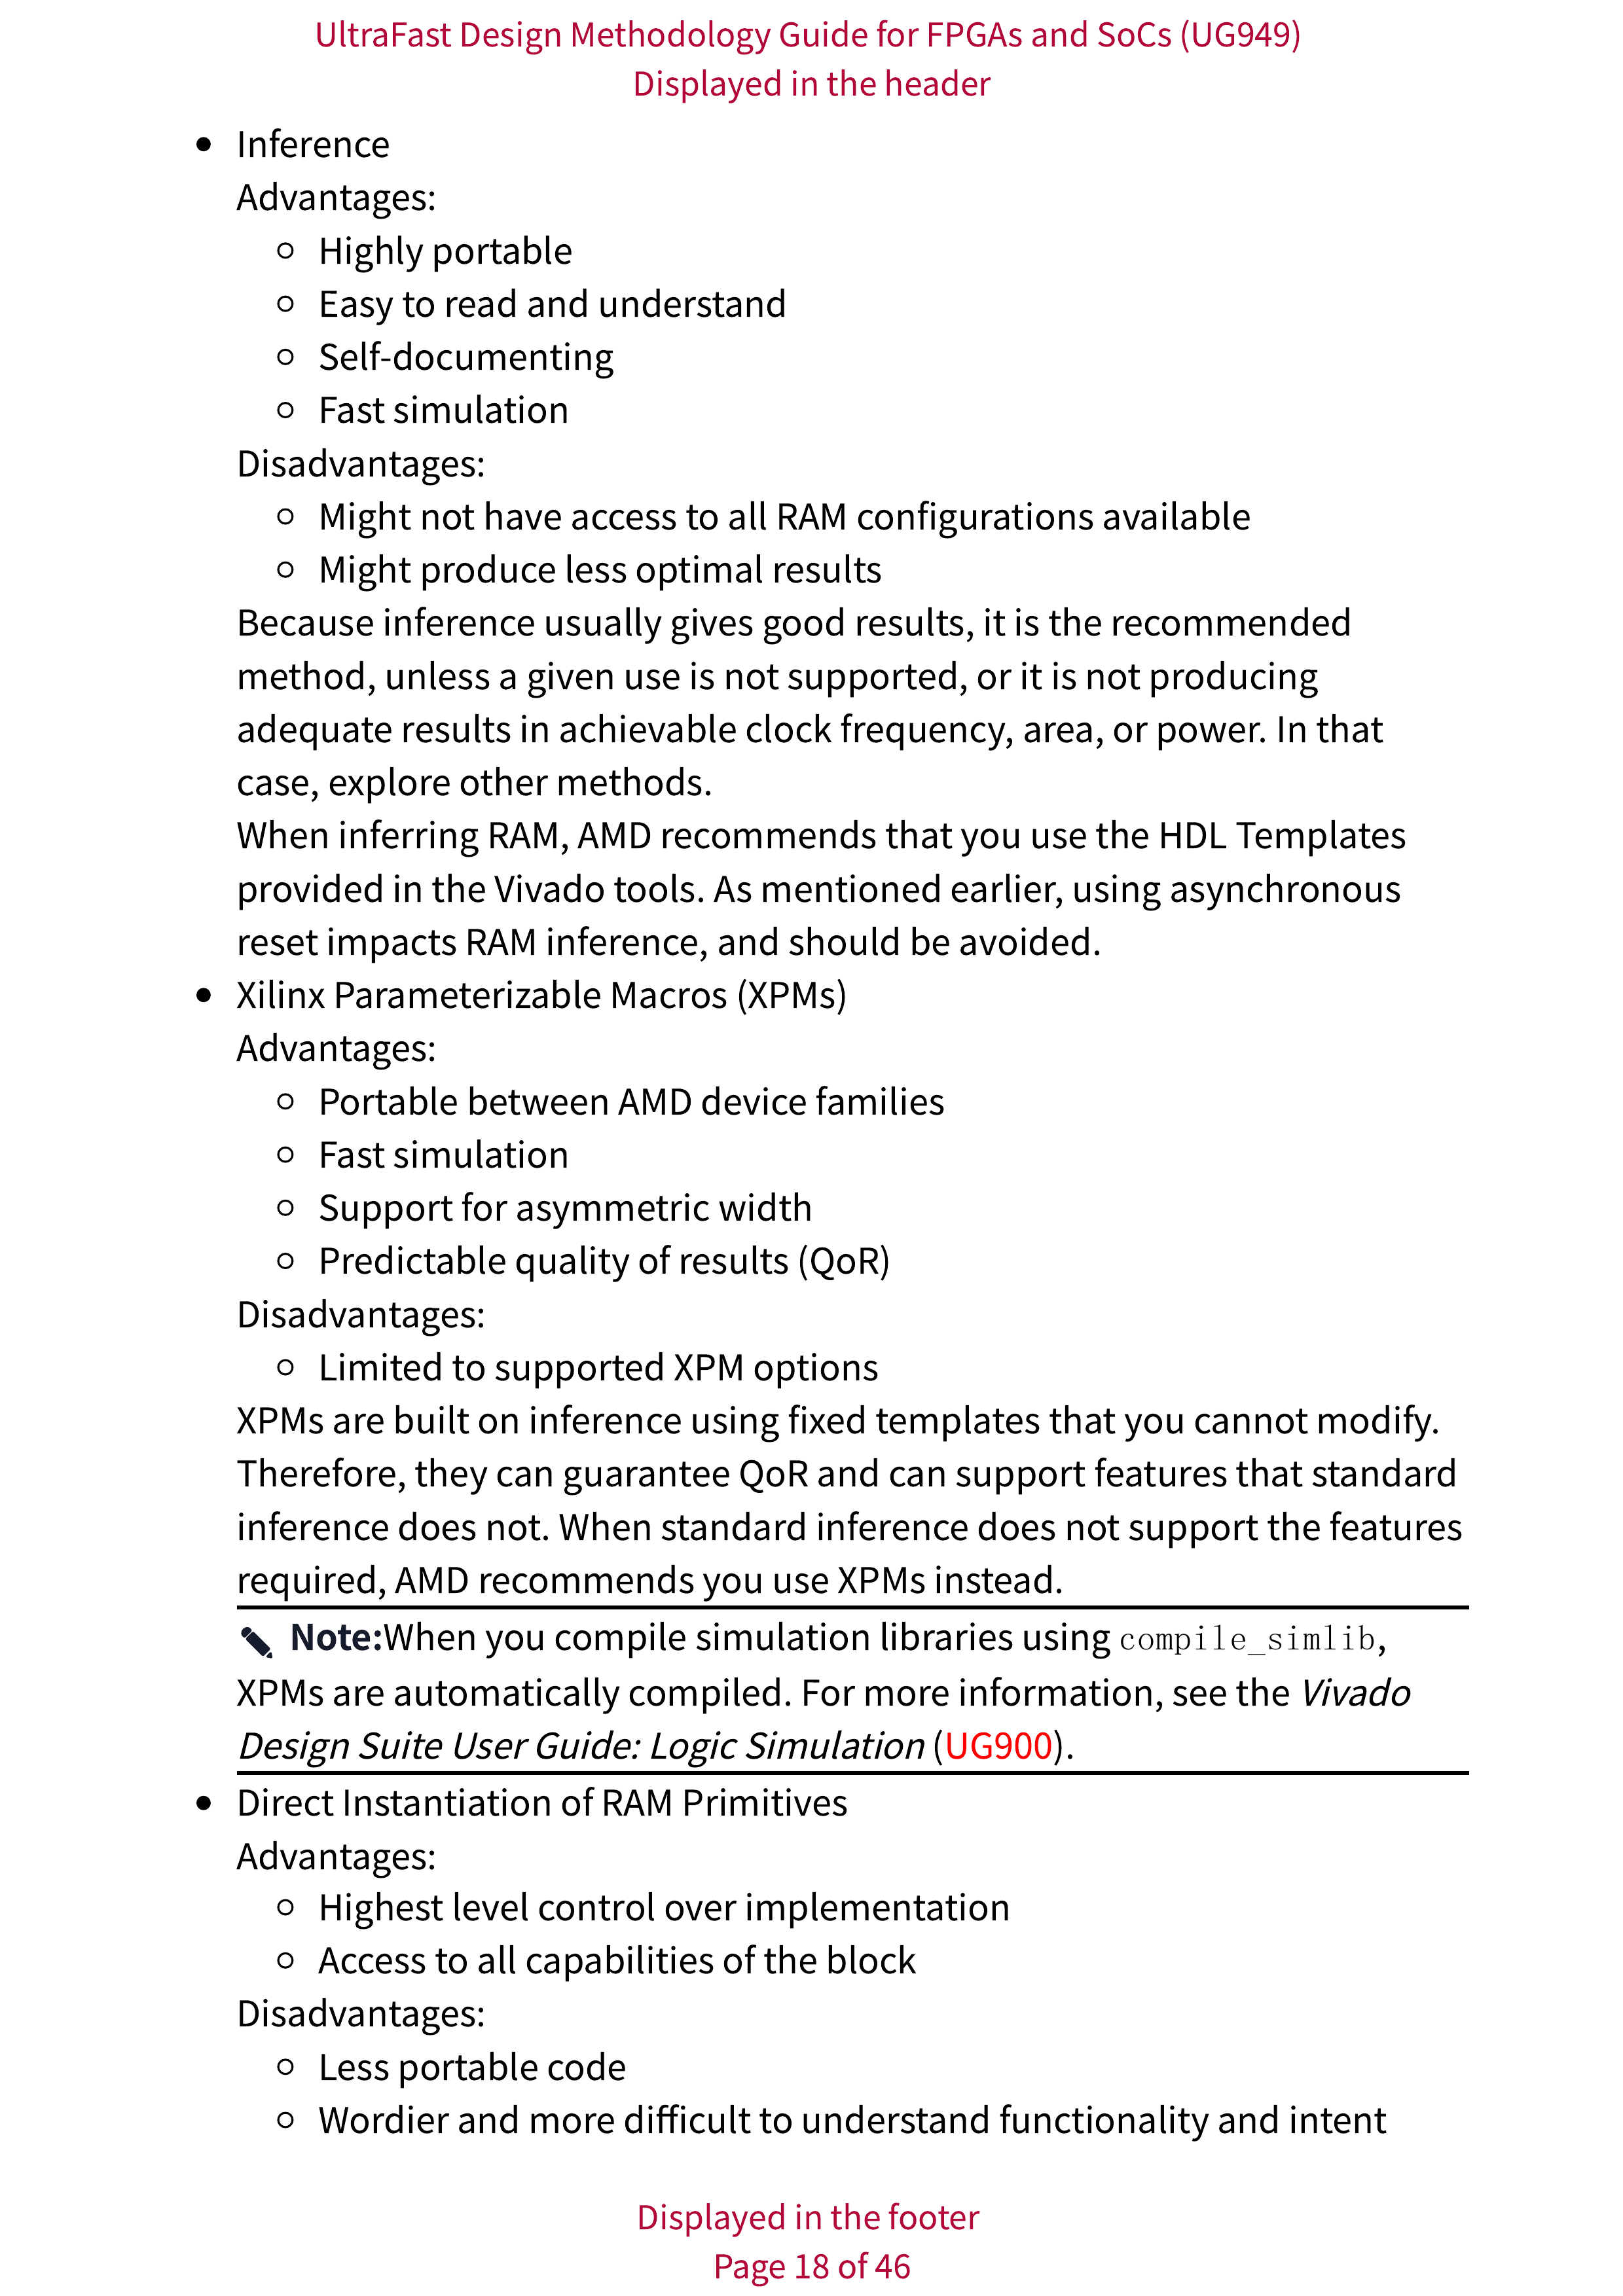 UltraFast Design Methodology Guide for FPGAs and SoCs (UG949)
Displayed in the header
• Inference
Advantages:
○ Highly portable
○ Easy to read and understand
○ Self-documenting
○ Fast simulation
Disadvantages:
○ Might not have access to all RAM configurations available
○ Might produce less optimal results
Because inference usually gives good results, it is the recommended
method, unless a given use is not supported, or it is not producing
adequate results in achievable clock frequency, area, or power. In that
case, explore other methods.
When inferring RAM, AMD recommends that you use the HDL Templates
provided in the Vivado tools. As mentioned earlier, using asynchronous
reset impacts RAM inference, and should be avoided.
• Xilinx Parameterizable Macros (XPMs)
Advantages:
○ Portable between AMD device families
○ Fast simulation
○ Support for asymmetric width
○ Predictable quality of results (QoR)
Disadvantages:
○ Limited to supported XPM options
XPMs are built on inference using fixed templates that you cannot modify.
Therefore, they can guarantee QoR and can support features that standard
inference does not. When standard inference does not support the features
required, AMD recommends you use XPMs instead.
Note:When you compile simulation libraries using compile_simlib,
XPMs are automatically compiled. For more information, see the Vivado
Design Suite User Guide: Logic Simulation (UG900).
• Direct Instantiation of RAM Primitives
Advantages:
○ Highest level control over implementation
○ Access to all capabilities of the block
Disadvantages:
○ Less portable code
○ Wordier and more difficult to understand functionality and intent
Displayed in the footer
Page 18 of 46